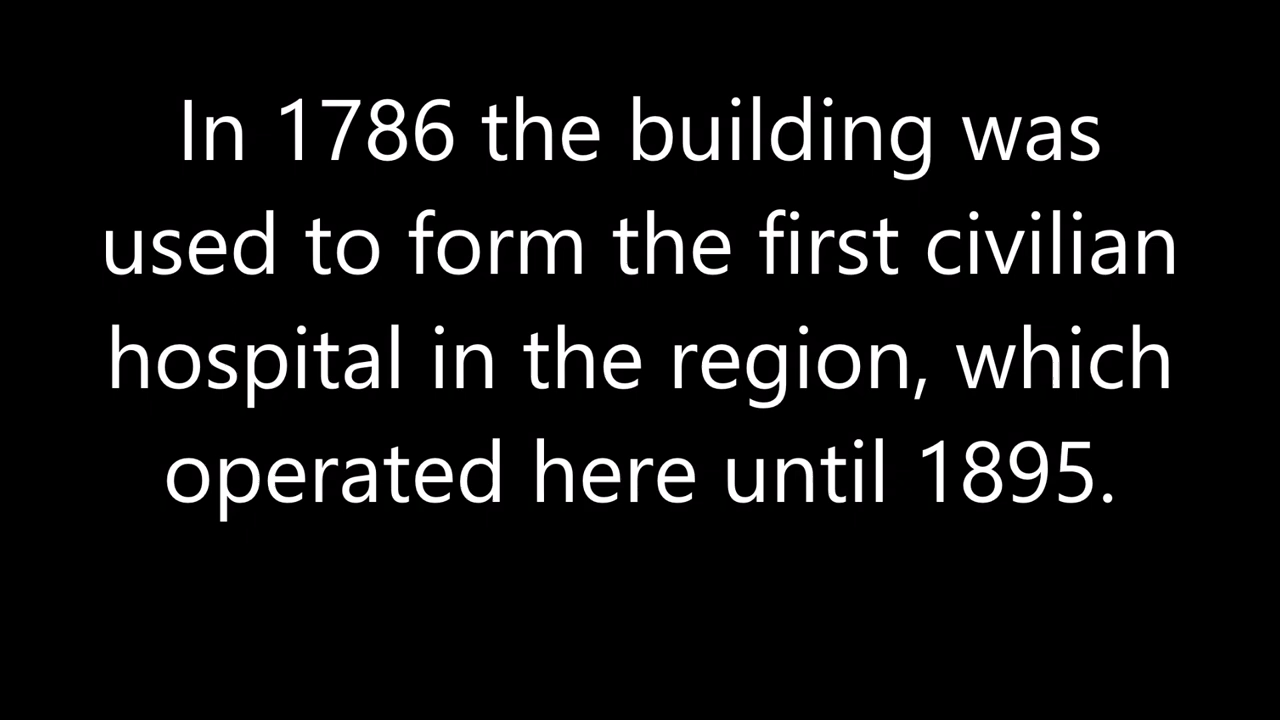 In 1786 the building was
used to form the first civilian
hospital in the region, which
operated here until 1895.